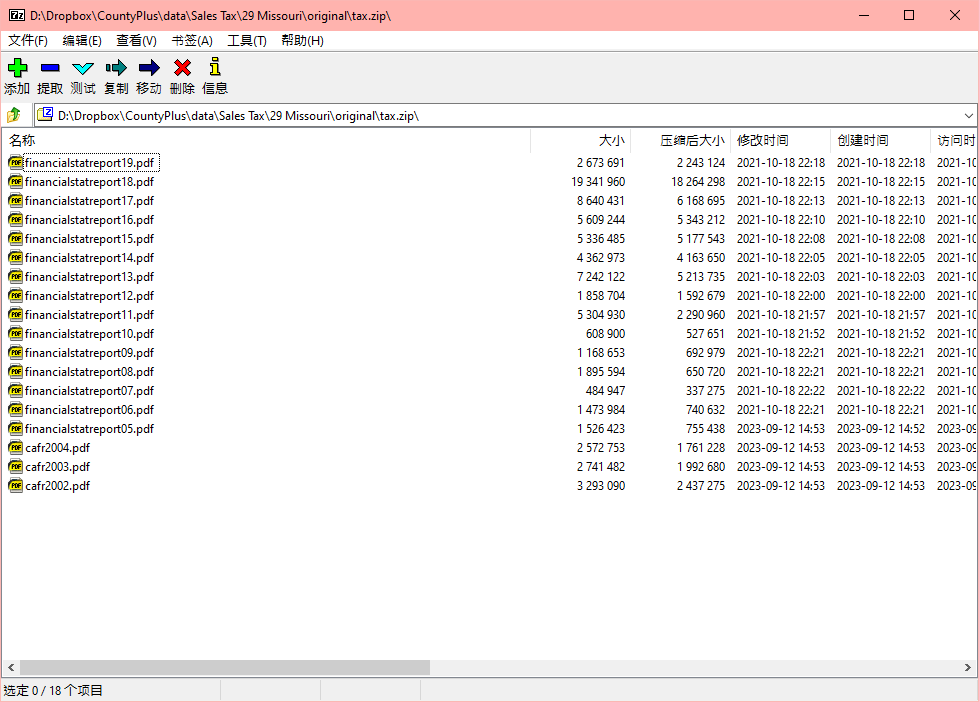 D:\Dropbox\CountyPlus\data\Sales Tax\29 Missouri\original\tax.zip\
文件(F) 编辑(E) 查看(V) 书签(A) 工具(T) 帮助(H)
添加 提取 测试 复制 移动 删除 信息
D:\Dropbox\CountyPlus\data\Sales Tax\29 Missouri\original\tax.zip\
名称 大小 压缩后大小 修改时间 创建时间 访问时
financialstatreport19.pdf 2 673 691 2 243 124 2021-10-18 22:18 2021-10-18 22:18 2021-10
financialstatreport18.pdf 19 341 960 18 264 298 2021-10-18 22:15 2021-10-18 22:15 2021-10
financialstatreport17.pdf 8 640 431 6 168 695 2021-10-18 22:13 2021-10-18 22:13 2021-10
financialstatreport16.pdf 5 609 244 5 343 212 2021-10-18 22:10 2021-10-18 22:10 2021-10
financialstatreport15.pdf 5 336 485 5 177 543 2021-10-18 22:08 2021-10-18 22:08 2021-10
financialstatreport14.pdf 4 362 973 4 163 650 2021-10-18 22:05 2021-10-18 22:05 2021-10
financialstatreport13.pdf 7 242 122 5 213 735 2021-10-18 22:03 2021-10-18 22:03 2021-10
financialstatreport12.pdf 1 858 704 1 592 679 2021-10-18 22:00 2021-10-18 22:00 2021-10
financialstatreport11.pdf 5 304 930 2 290 960 2021-10-18 21:57 2021-10-18 21:57 2021-10
financialstatreport10.pdf 608 900 527 651 2021-10-18 21:52 2021-10-18 21:52 2021-10
financialstatreport09.pdf 1 168 653 692 979 2021-10-18 22:21 2021-10-18 22:21 2021-10
financialstatreport08.pdf 1 895 594 650 720 2021-10-18 22:21 2021-10-18 22:21 2021-10
financialstatreport07.pdf 484 947 337 275 2021-10-18 22:22 2021-10-18 22:22 2021-10
financialstatreport06.pdf 1 473 984 740 632 2021-10-18 22:21 2021-10-18 22:21 2021-10
financialstatreport05.pdf 1 526 423 755 438 2023-09-12 14:53 2023-09-12 14:52 2023-09
cafr2004.pdf 2 572 753 1 761 228 2023-09-12 14:53 2023-09-12 14:53 2023-09
cafr2003.pdf 2 741 482 1 992 680 2023-09-12 14:53 2023-09-12 14:53 2023-09
cafr2002.pdf 3 293 090 2 437 275 2023-09-12 14:53 2023-09-12 14:53 2023-09
选定 0 / 18 个项目